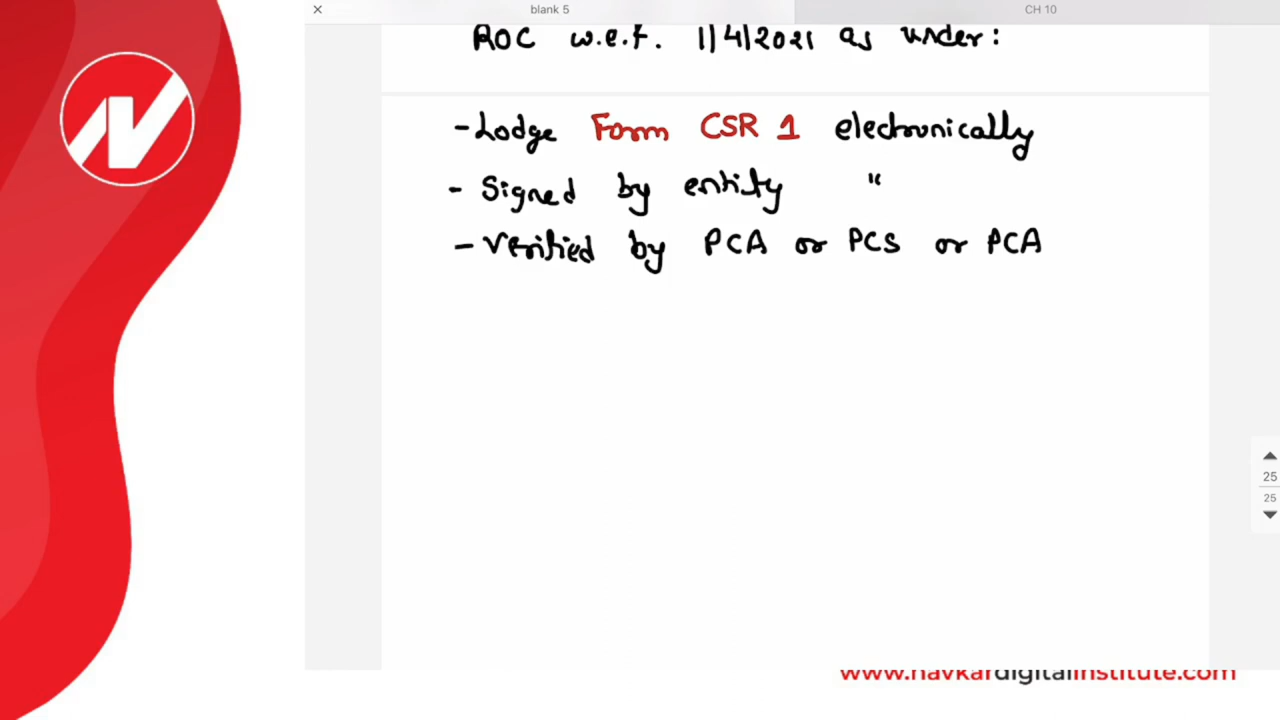 blank 5
CH 10
ROC w.e.f. 1/4/2021 as under:
- Lodge Form CSR 1 electronically
- Signed by entity "
- Verified by PCA or PCS or PCA
25
25
www.navkardigitalinstitute.com